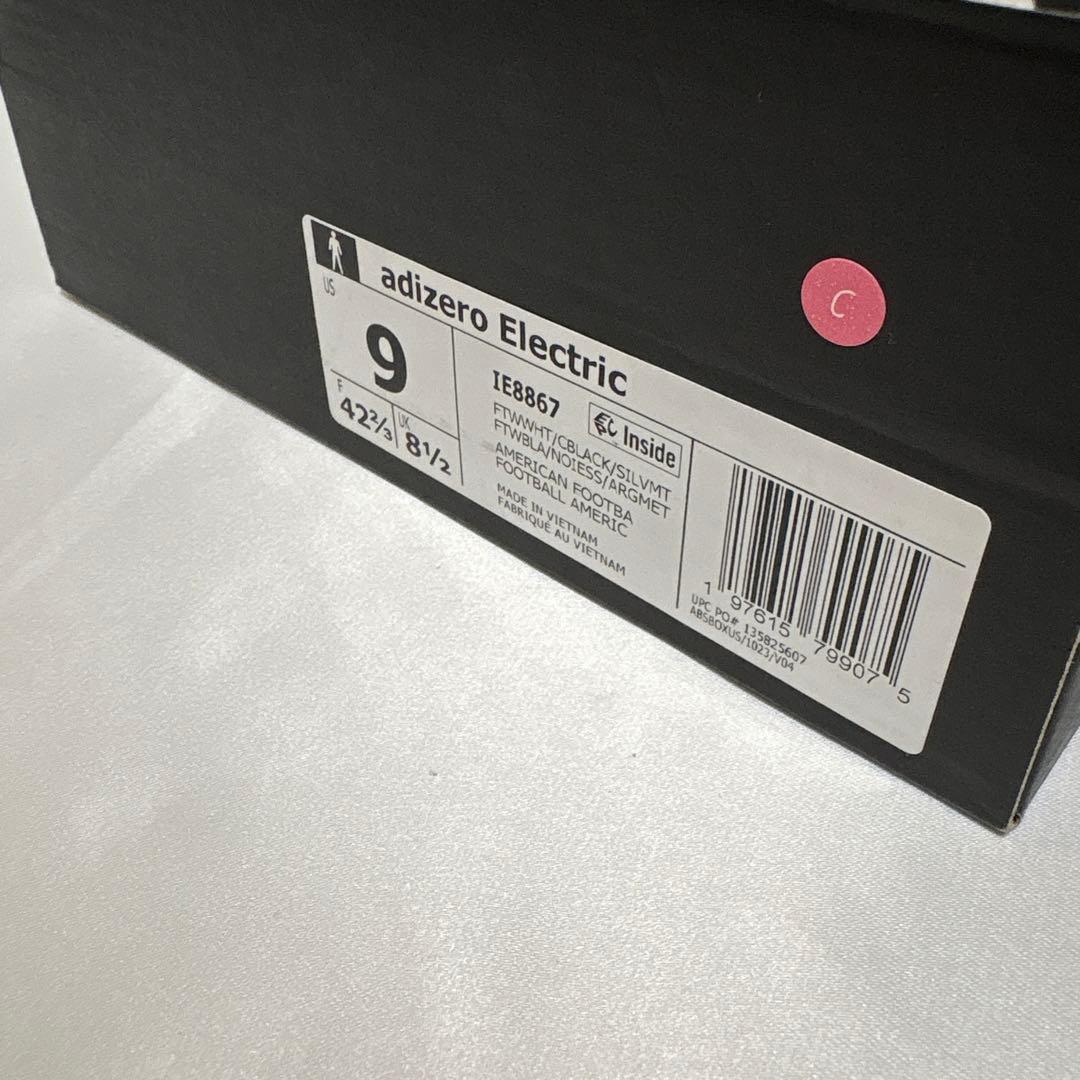 adizero Electric
US
9
F
42⅔
UK
8½
IE8867
Inside
FTWWHT/CBLACK/SILVMT
FTWBLA/NOIESS/ARGMET
AMERICAN FOOTBA
FOOTBALL AMERIC
MADE IN VIETNAM
FABRIQUÉ AU VIETNAM
1 97615 79907 5
UPC PO# 135825607
ABSBOXUS/1023/V04
C